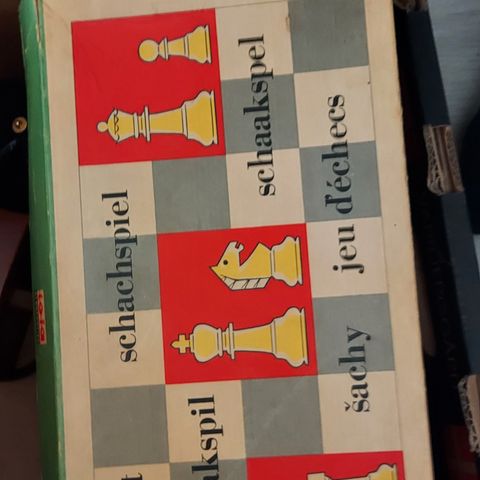 schachspiel
schaakspel
akspil
šachy
jeu d'échecs